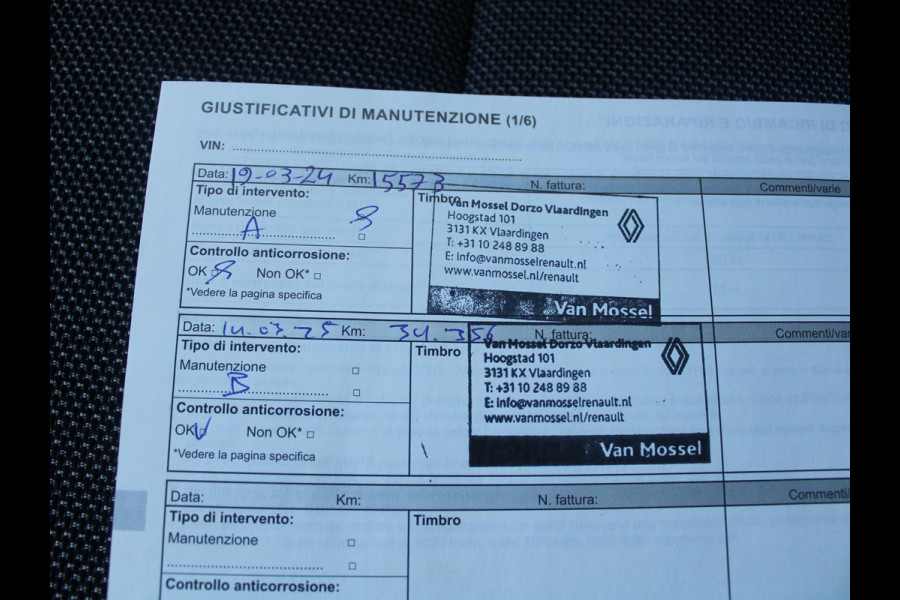 GIUSTIFICATIVI DI MANUTENZIONE (1/6)
VIN:
Data: 19-03-24 Km: 15573 N. fattura: Commenti/varie
Tipo di intervento:
Manutenzione
A
Controllo anticorrosione:
OK Non OK*
*Vedere la pagina specifica
Timbro
Van Mossel Dorzo Vlaardingen
Hoogstad 101
3131 KX Vlaardingen
T: +31 10 248 89 88
E: info@vanmosselrenault.nl
www.vanmossel.nl/renault
Van Mossel
Data: 14.03.25 Km: 34.356 N. fattura: Commenti/var
Tipo di intervento:
Manutenzione
B
Controllo anticorrosione:
OK Non OK*
*Vedere la pagina specifica
Timbro
Van Mossel Dorzo Vlaardingen
Hoogstad 101
3131 KX Vlaardingen
T: +31 10 248 89 88
E: info@vanmosselrenault.nl
www.vanmossel.nl/renault
Van Mossel
Data: Km: N. fattura: Commenti/
Tipo di intervento:
Manutenzione
Controllo anticorrosione:
Timbro